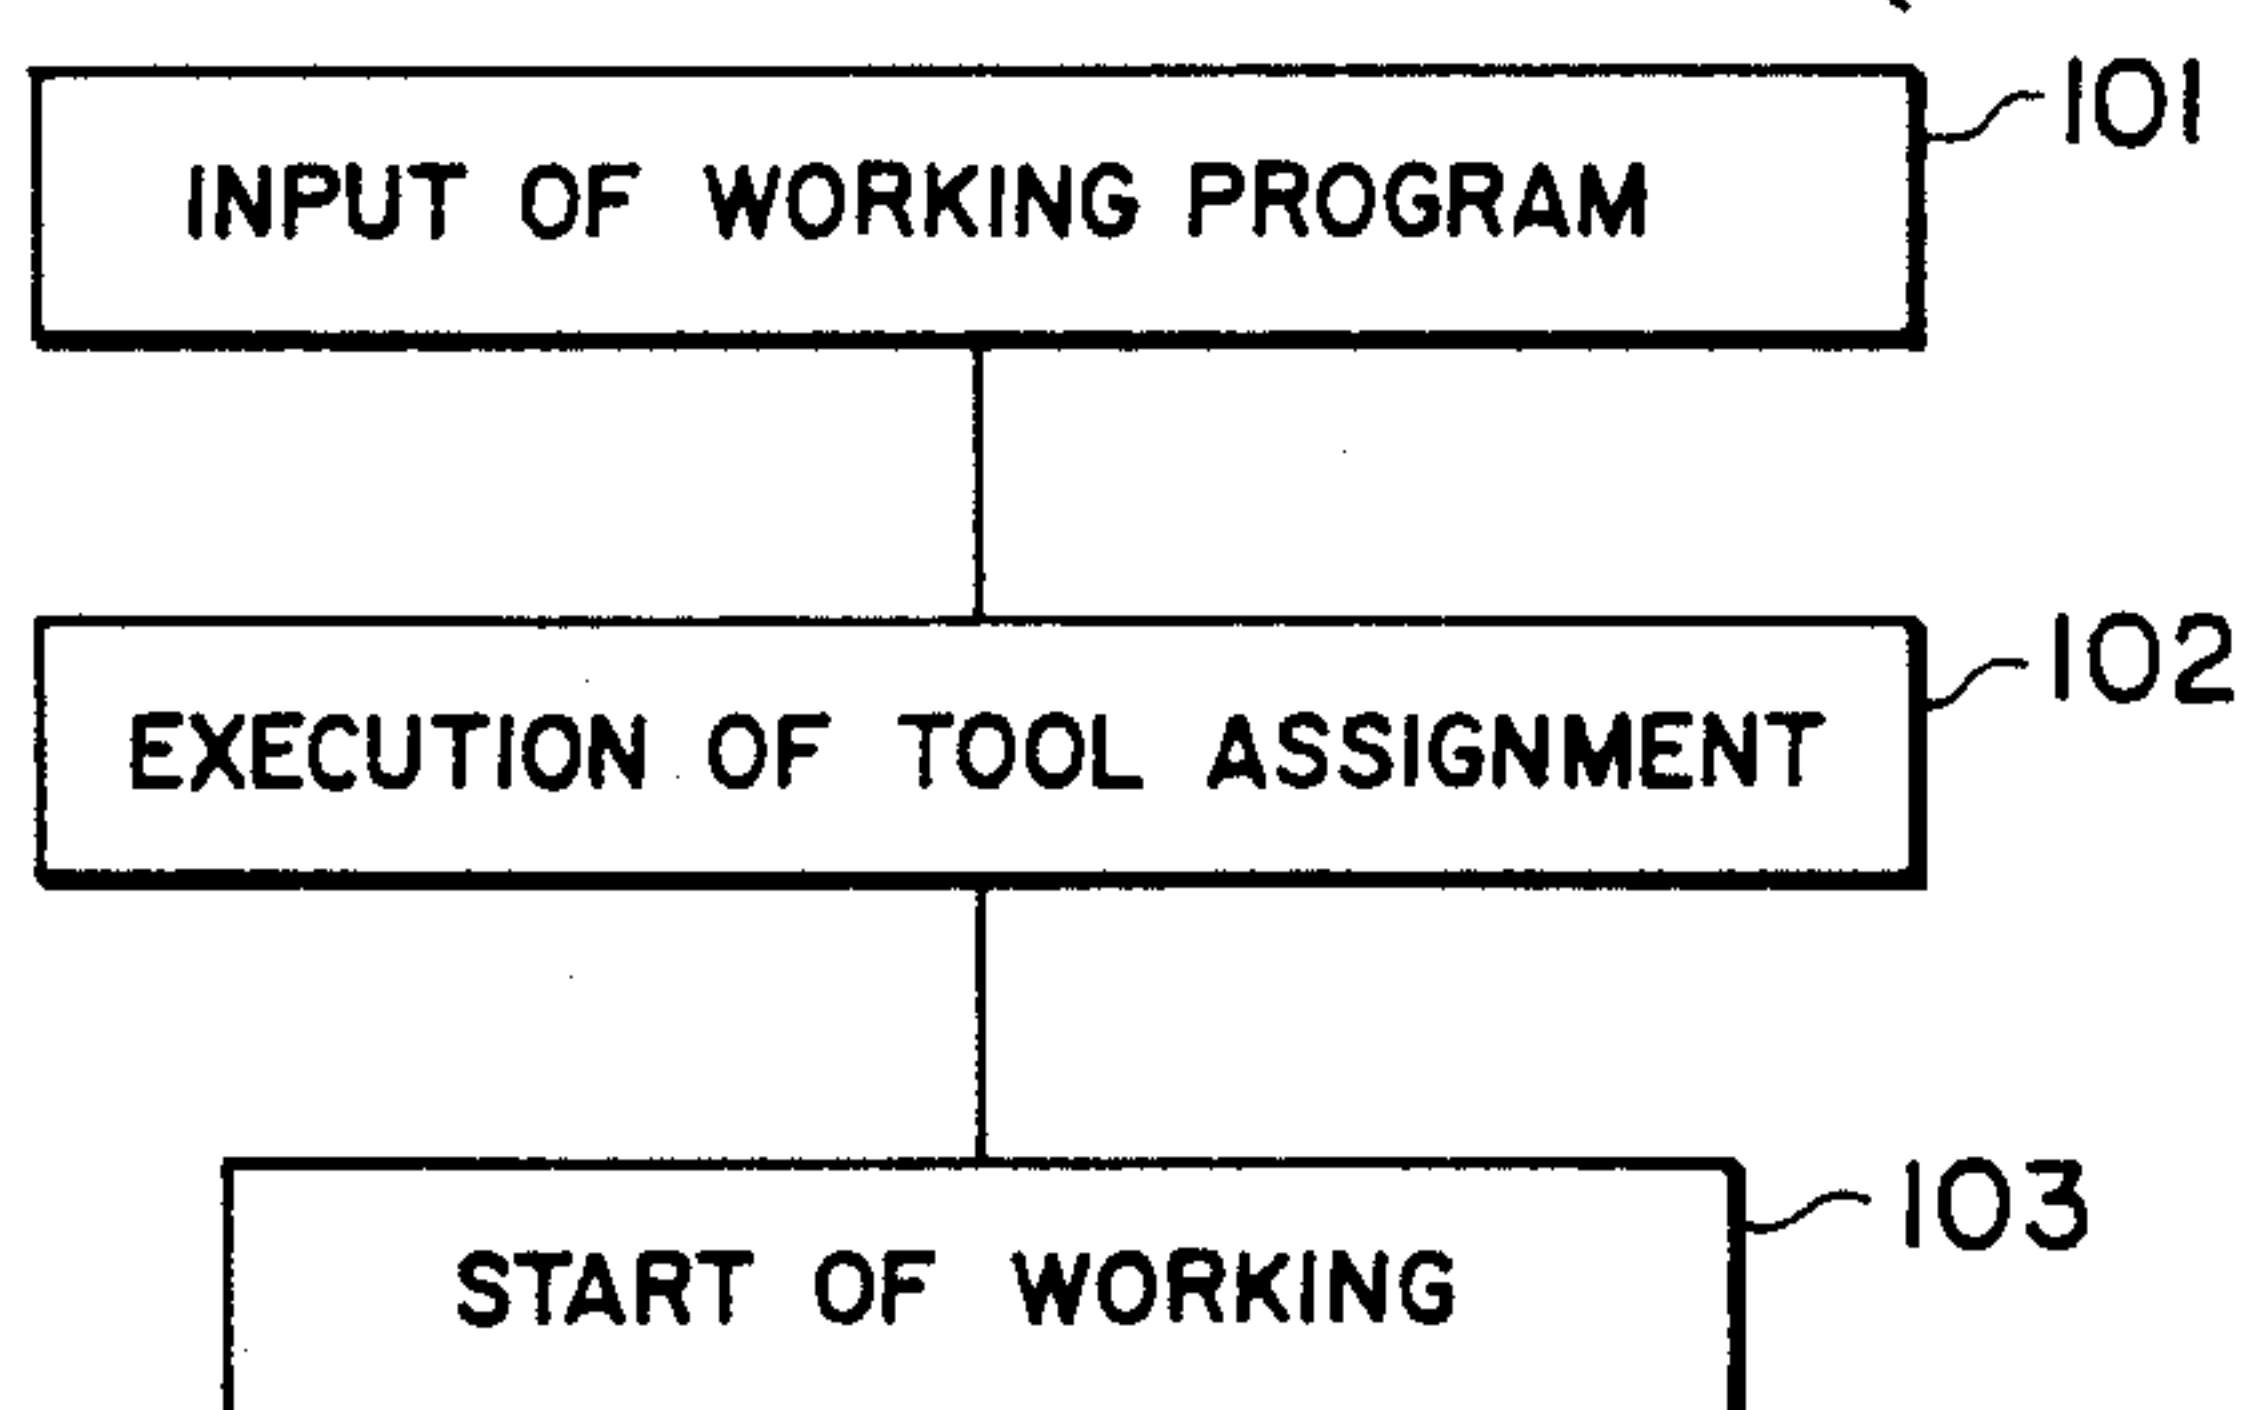 INPUT OF WORKING PROGRAM
101
EXECUTION OF TOOL ASSIGNMENT
102
START OF WORKING
103